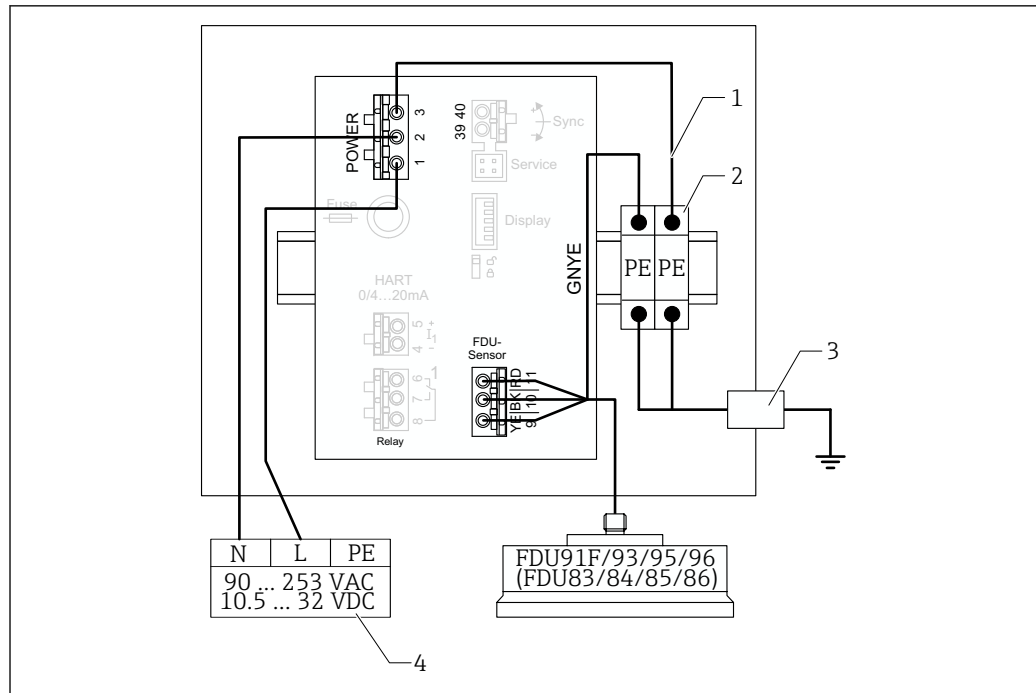 POWER
3
2
1
39 40
Sync
Service
Fuse
Display
HART
0/4...20mA
5 +
I1
4 -
6 1
7
8
Relay
FDU-
Sensor
YE BK RD
9 10 11
GNYE
PE PE
1
2
3
N L PE
90 ... 253 VAC
10.5 ... 32 VDC
4
FDU91F/93/95/96
(FDU83/84/85/86)